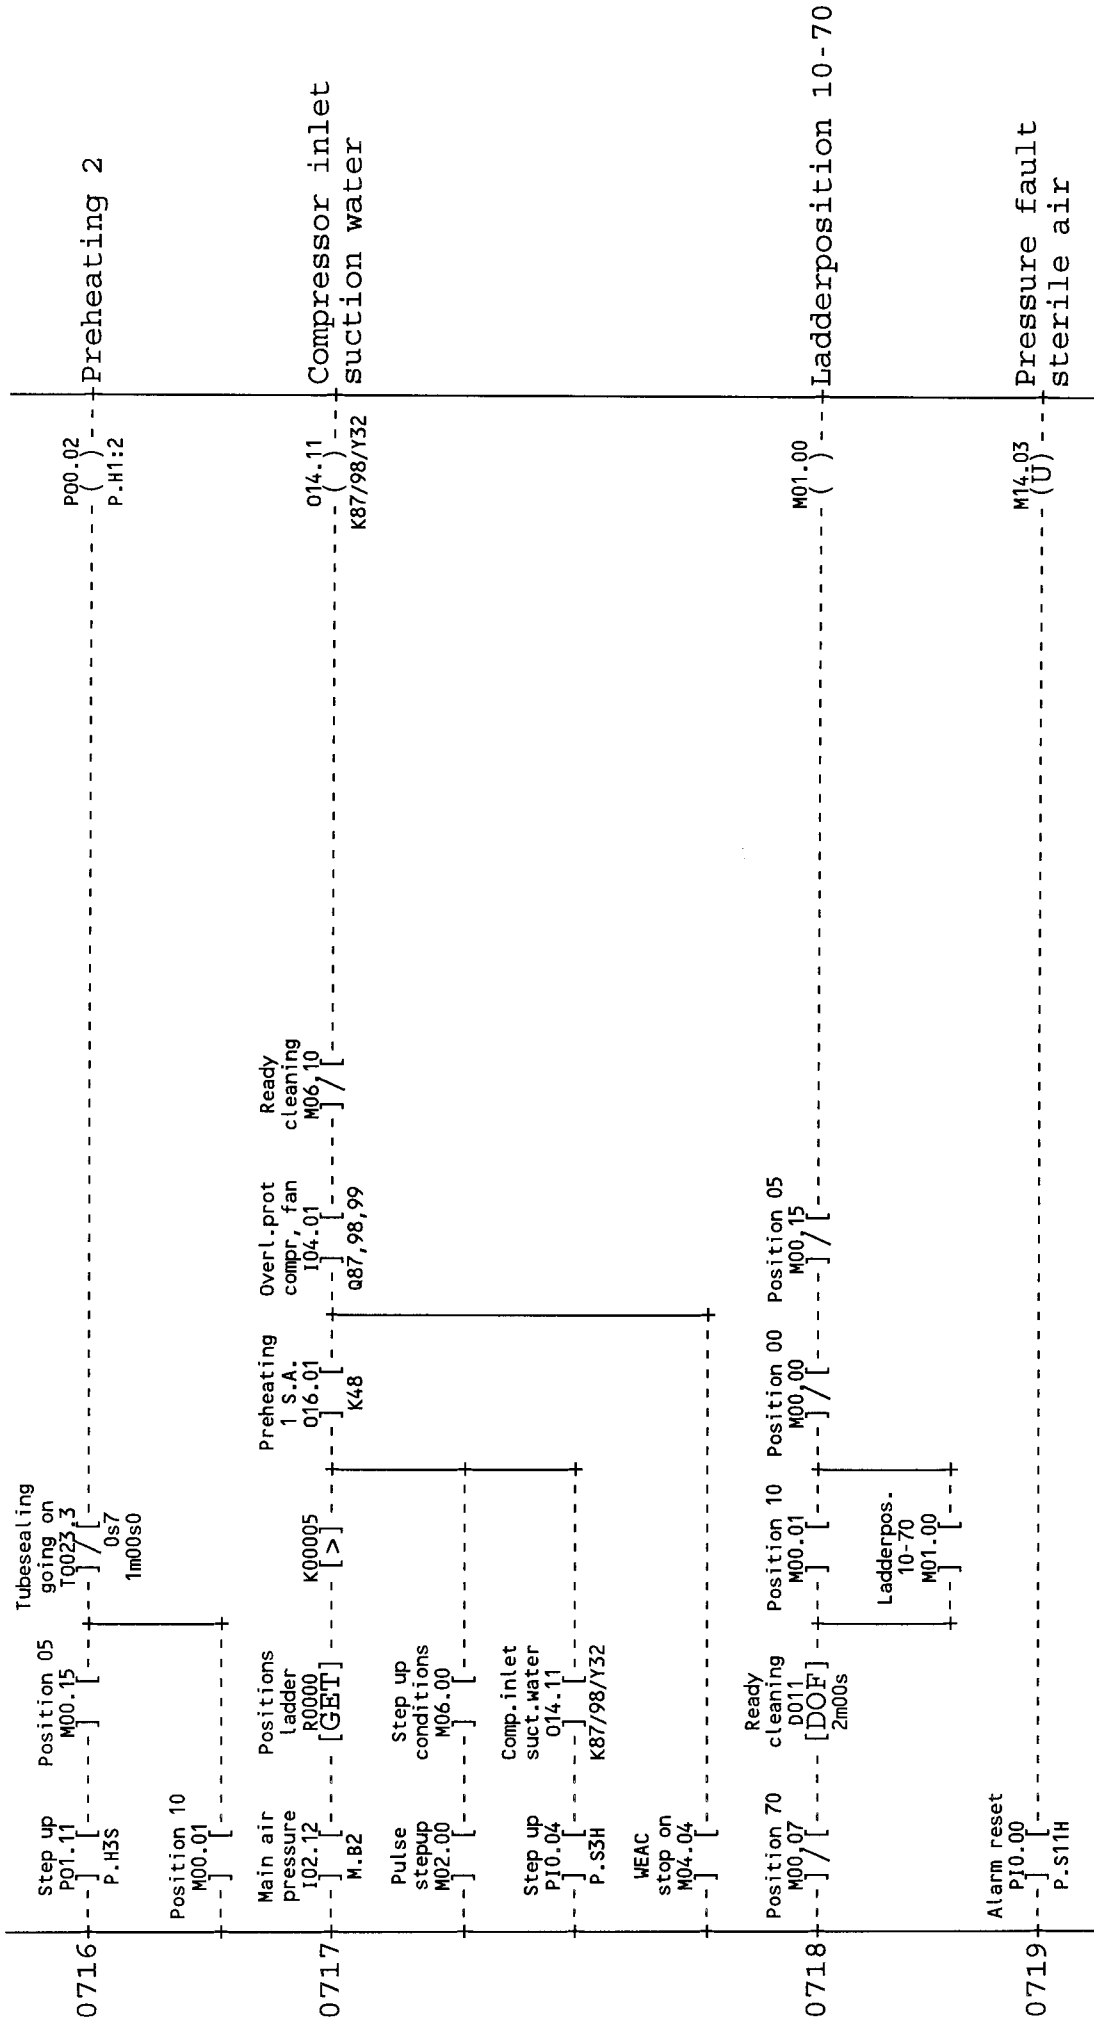 0716
Step up
P01.11
] [
P.H3S
Position 05
M00.15
] [
Tubesealing
going on
T0023.3
]/[
0s7
1m00s0
P00.02
( )
P.H1:2
Preheating 2
Position 10
M00.01
] [
0717
Main air
pressure
I02.12
] [
M.B2
Positions
ladder
R0000
[GET]
K00005
[>]
Preheating
1 S.A.
O16.01
] [
K48
Overl.prot
compr, fan
I04.01
] [
Q87,98,99
Ready
cleaning
M06,10
]/[
O14.11
( )
K87/98/Y32
Compressor inlet
suction water
Pulse
stepup
M02.00
] [
Step up
conditions
M06.00
] [
Step up
PI0.04
] [
P.S3H
Comp.inlet
suct.water
O14.11
] [
K87/98/Y32
WEAC
stop on
M04.04
] [
0718
Position 70
M00,07
]/[
Ready
cleaning
D011
[DOF]
2m00s
Position 10
M00.01
] [
Position 00
M00,00
]/[
Position 05
M00,15
]/[
M01.00
( )
Ladderposition 10-70
Ladderpos.
10-70
M01.00
] [
0719
Alarm reset
PI0.00
] [
P.S11H
M14.03
(U)
Pressure fault
sterile air